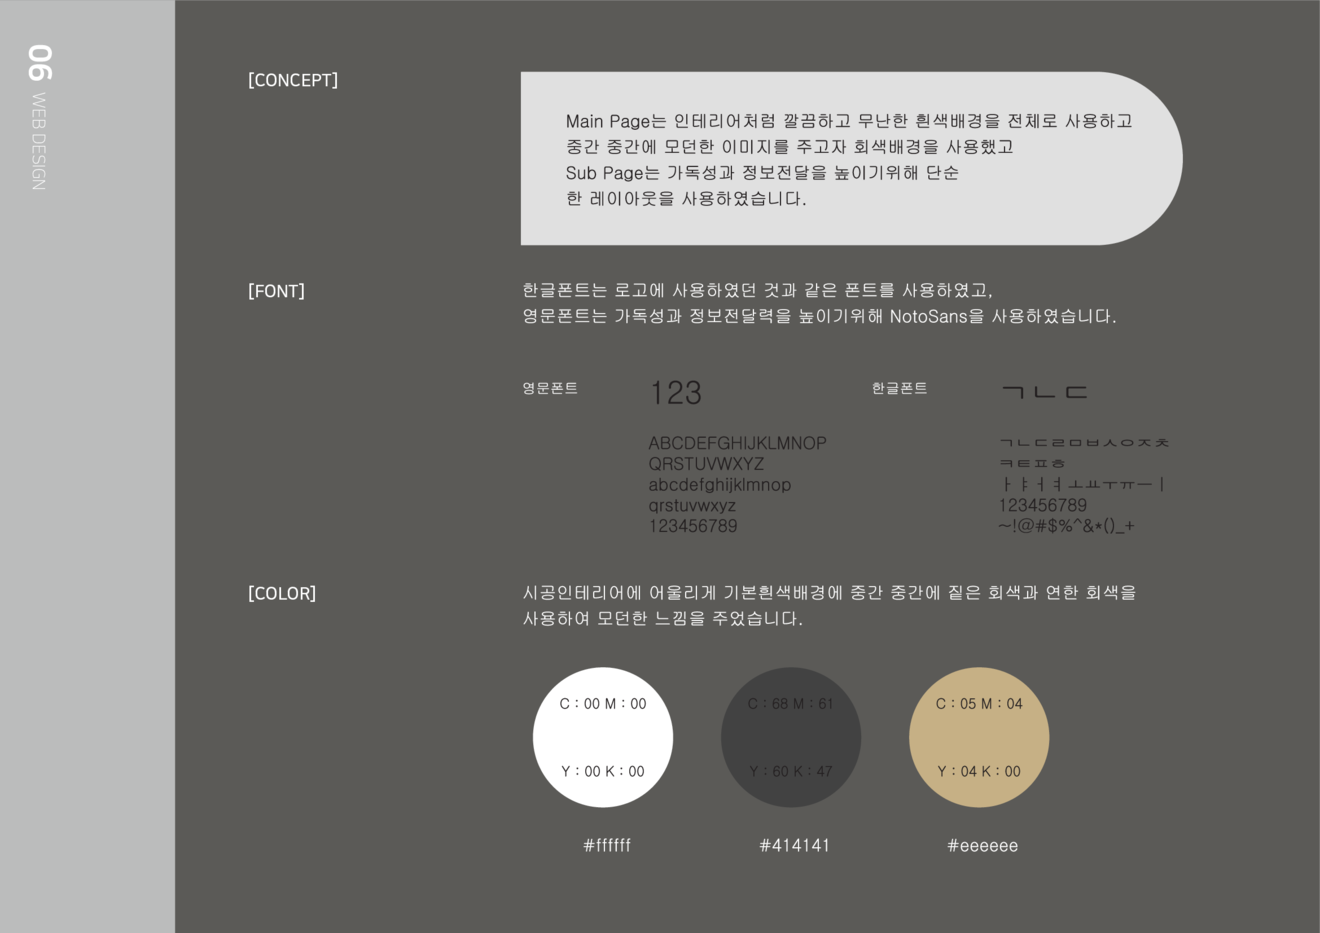 06 WEB DESIGN
[CONCEPT]
Main Page는 인테리어처럼 깔끔하고 무난한 흰색배경을 전체로 사용하고
중간 중간에 모던한 이미지를 주고자 회색배경을 사용했고
Sub Page는 가독성과 정보전달을 높이기위해 단순
한 레이아웃을 사용하였습니다.
[FONT]
한글폰트는 로고에 사용하였던 것과 같은 폰트를 사용하였고,
영문폰트는 가독성과 정보전달력을 높이기위해 NotoSans을 사용하였습니다.
영문폰트
123
ABCDEFGHIJKLMNOP
QRSTUVWXYZ
abcdefghijklmnop
qrstuvwxyz
123456789
한글폰트
ㄱㄴㄷ
ㄱㄴㄷㄹㅁㅂㅅㅇㅈㅊ
ㅋㅌㅍㅎ
ㅏㅑㅓㅕㅗㅛㅜㅠㅡㅣ
123456789
~!@#$%^&*()_+
[COLOR]
시공인테리어에 어울리게 기본흰색배경에 중간 중간에 짙은 회색과 연한 회색을
사용하여 모던한 느낌을 주었습니다.
C : 00 M : 00
Y : 00 K : 00
#ffffff
C : 68 M : 61
Y : 60 K : 47
#414141
C : 05 M : 04
Y : 04 K : 00
#eeeeee